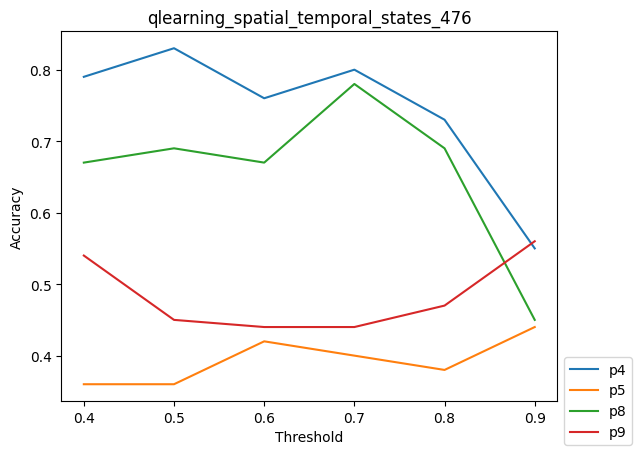 qlearning_spatial_temporal_states_476
Accuracy
0.8
0.7
0.6
0.5
0.4
0.4 0.5 0.6 0.7 0.8 0.9
Threshold
p4
p5
p8
p9